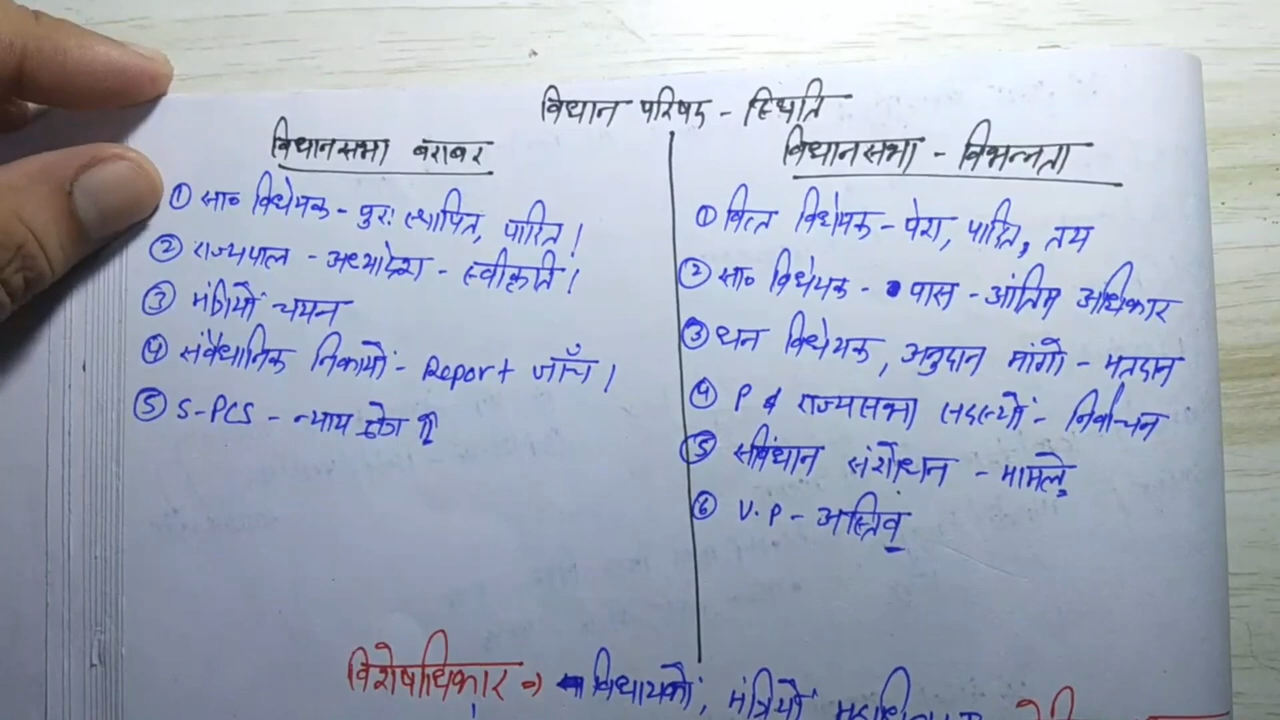 विधान परिषद - स्थिति
विधानसभा बराबर
① सा० विधेयक - पुरः स्थापित, पारित।
② राज्यपाल - अध्यादेश - स्वीकृति।
③ मंत्रियों चयन
④ संवैधानिक निकायों - Report जाँच।
⑤ S-PCS - न्याय क्षेत्र
विधानसभा - विभिन्नता
① वित्त विधेयक - पेश, पारित, तय
② सा० विधेयक - पास - अंतिम अधिकार
③ धन विधेयक, अनुदान मांगो - मतदान
④ P & राज्यसभा सदस्यों - निर्वाचन
⑤ संविधान संशोधन - मामले,
⑥ V.P - अस्तित्व
विशेषाधिकार ⇒ विधायकों, मंत्रियों